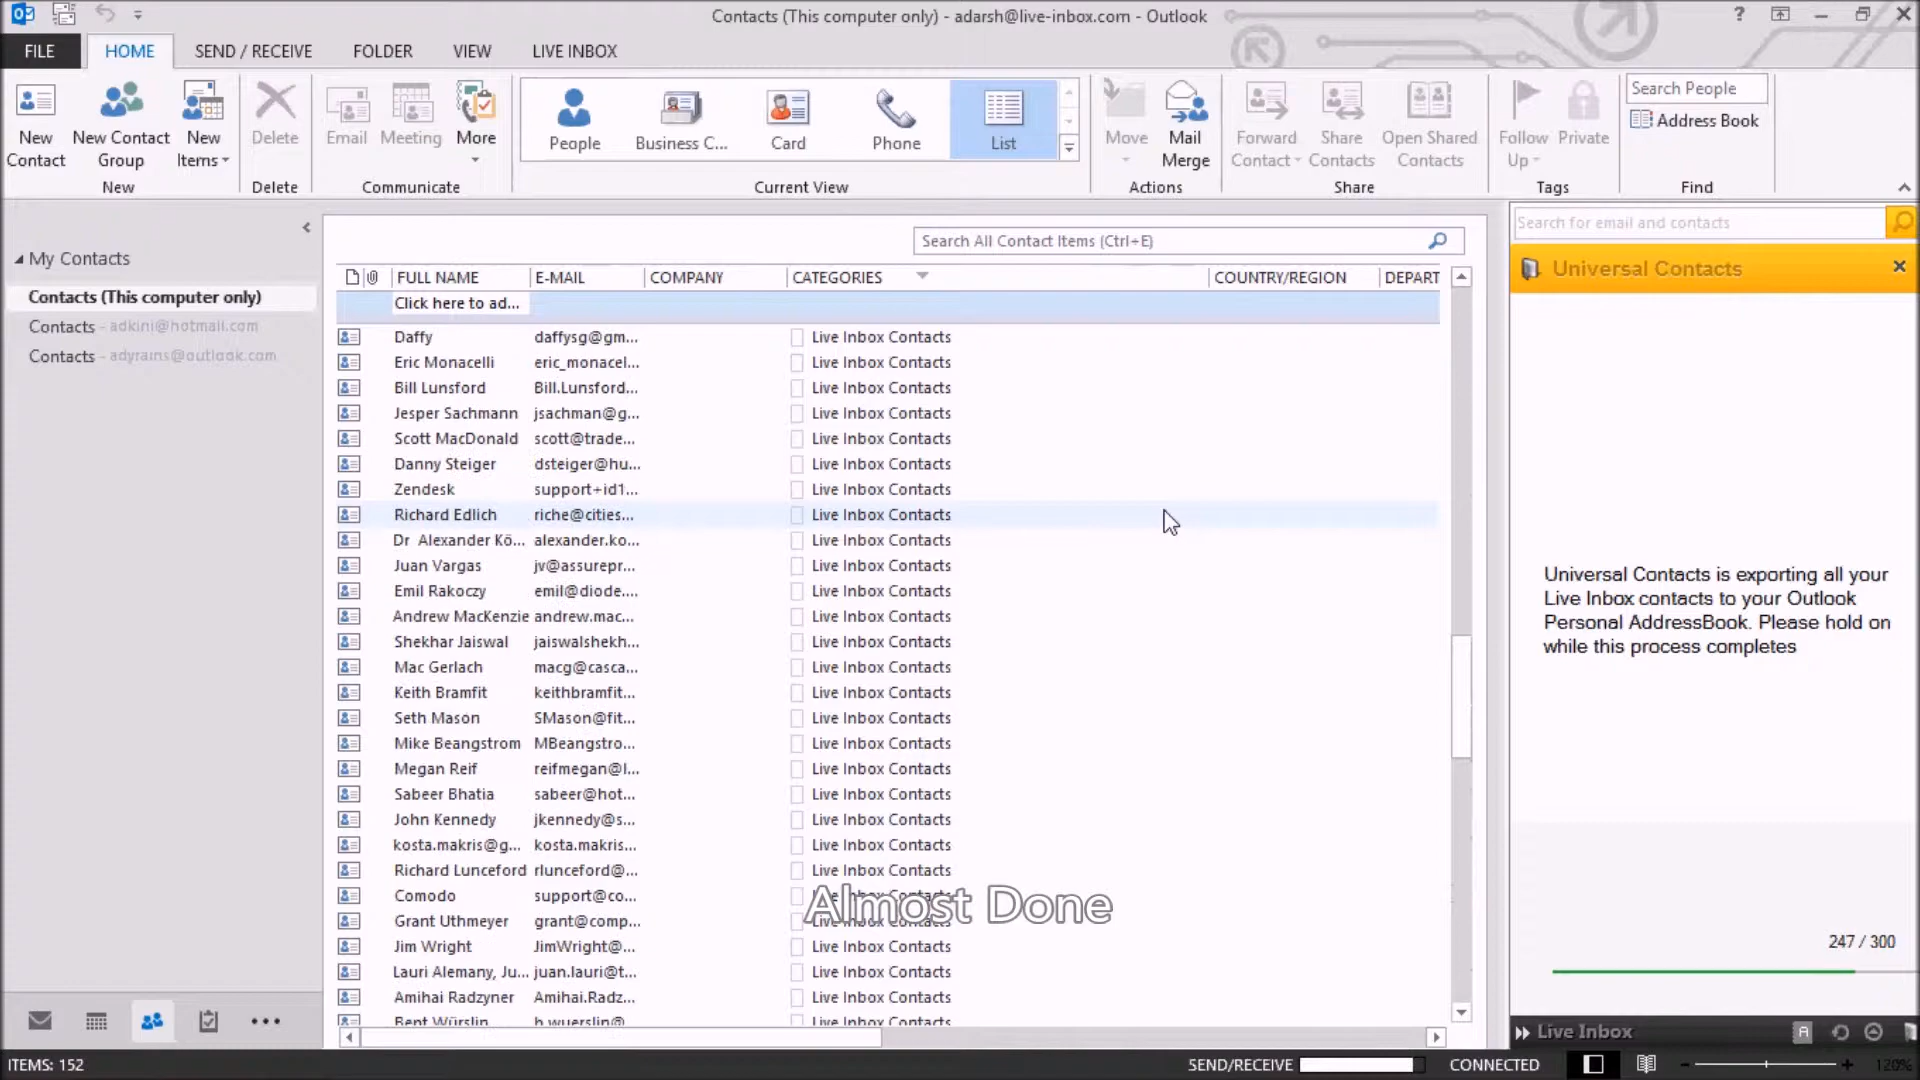 Contacts (This computer only) - adarsh@live-inbox.com - Outlook
FILE HOME SEND / RECEIVE FOLDER VIEW LIVE INBOX
New Contact
New Contact Group
New Items
New
Delete
Delete
Email
Meeting
More
Communicate
People
Business C...
Card
Phone
List
Current View
Move
Mail Merge
Actions
Forward Contact
Share Contacts
Open Shared Contacts
Share
Follow Up
Private
Tags
Search People
Address Book
Find
My Contacts
Contacts (This computer only)
Contacts - adkini@hotmail.com
Contacts - adyrains@outlook.com
Search All Contact Items (Ctrl+E)
FULL NAME E-MAIL COMPANY CATEGORIES COUNTRY/REGION DEPART
Click here to ad...
Daffy daffysg@gm... Live Inbox Contacts
Eric Monacelli eric_monacel... Live Inbox Contacts
Bill Lunsford Bill.Lunsford... Live Inbox Contacts
Jesper Sachmann jsachman@g... Live Inbox Contacts
Scott MacDonald scott@trade... Live Inbox Contacts
Danny Steiger dsteiger@hu... Live Inbox Contacts
Zendesk support+id1... Live Inbox Contacts
Richard Edlich riche@cities... Live Inbox Contacts
Dr Alexander Kö... alexander.ko... Live Inbox Contacts
Juan Vargas jv@assurepr... Live Inbox Contacts
Emil Rakoczy emil@diode.... Live Inbox Contacts
Andrew MacKenzie andrew.mac... Live Inbox Contacts
Shekhar Jaiswal jaiswalshekh... Live Inbox Contacts
Mac Gerlach macg@casca... Live Inbox Contacts
Keith Bramfit keithbramfit... Live Inbox Contacts
Seth Mason SMason@fit... Live Inbox Contacts
Mike Beangstrom MBeangstro... Live Inbox Contacts
Megan Reif reifmegan@l... Live Inbox Contacts
Sabeer Bhatia sabeer@hot... Live Inbox Contacts
John Kennedy jkennedy@s... Live Inbox Contacts
kosta.makris@g... kosta.makris... Live Inbox Contacts
Richard Lunceford rlunceford@... Live Inbox Contacts
Comodo support@co... Live Inbox Contacts
Almost Done
Grant Uthmeyer grant@comp... Live Inbox Contacts
Jim Wright JimWright@... Live Inbox Contacts
Lauri Alemany, Ju... juan.lauri@t... Live Inbox Contacts
Amihai Radzyner Amihai.Radz... Live Inbox Contacts
Bent Würslin h.wuerslin@ Live Inbox Contacts
Search for email and contacts
Universal Contacts
Universal Contacts is exporting all your
Live Inbox contacts to your Outlook
Personal AddressBook. Please hold on
while this process completes
247 / 300
Live Inbox
A
ITEMS: 152
SEND/RECEIVE
CONNECTED
120%